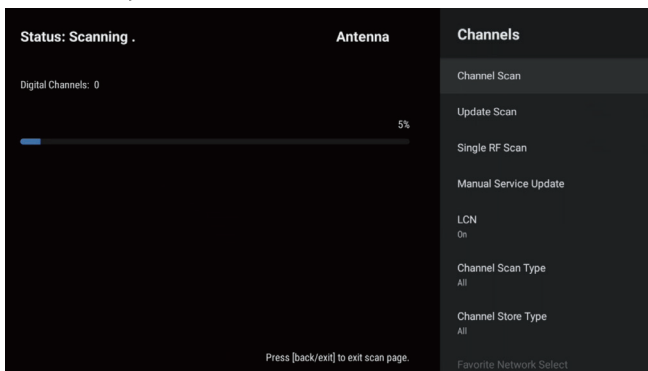 Status: Scanning .
Antenna
Digital Channels: 0
5%
Press [back/exit] to exit scan page.
Channels
Channel Scan
Update Scan
Single RF Scan
Manual Service Update
LCN
On
Channel Scan Type
All
Channel Store Type
All
Favorite Network Select